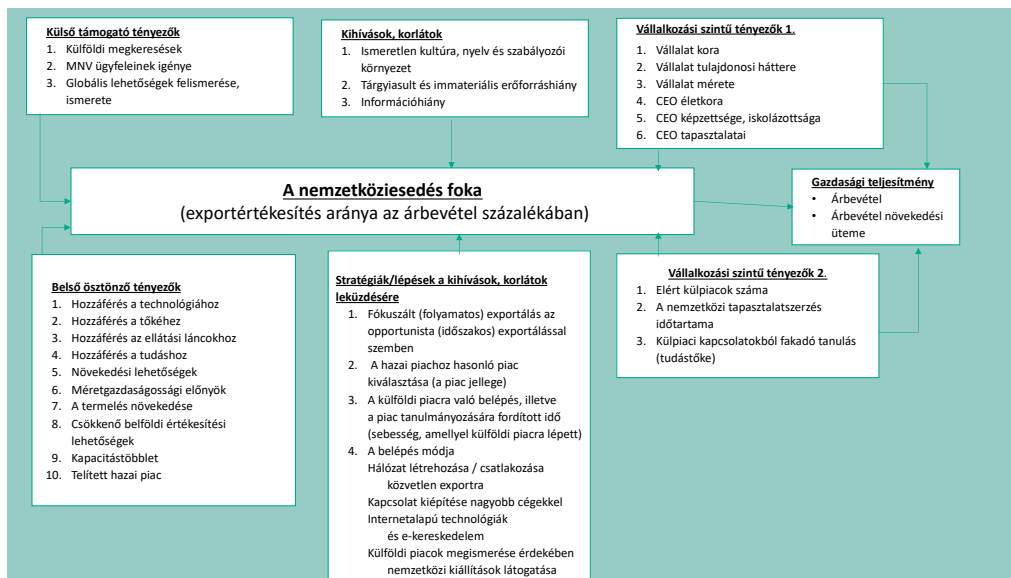 Külső támogató tényezők
1. Külföldi megkeresések
2. MNV ügyfeleinek igénye
3. Globális lehetőségek felismerése,
ismerete
Kihívások, korlátok
1. Ismeretlen kultúra, nyelv és szabályozói
környezet
2. Tárgyiasult és immateriális erőforráshiány
3. Információhiány
Vállalkozási szintű tényezők 1.
1. Vállalat kora
2. Vállalat tulajdonosi háttere
3. Vállalat mérete
4. CEO életkora
5. CEO képzettsége, iskolázottsága
6. CEO tapasztalatai
A nemzetköziesedés foka
(exportértékesítés aránya az árbevétel százalékában)
Gazdasági teljesítmény
• Árbevétel
• Árbevétel növekedési
üteme
Belső ösztönző tényezők
1. Hozzáférés a technológiához
2. Hozzáférés a tőkéhez
3. Hozzáférés az ellátási láncokhoz
4. Hozzáférés a tudáshoz
5. Növekedési lehetőségek
6. Méretgazdaságossági előnyök
7. A termelés növekedése
8. Csökkenő belföldi értékesítési
lehetőségek
9. Kapacitástöbblet
10. Telített hazai piac
Stratégiák/lépések a kihívások, korlátok
leküzdésére
1. Fókuszált (folyamatos) exportálás az
opportunista (időszakos) exportálással
szemben
2. A hazai piachoz hasonló piac
kiválasztása (a piac jellege)
3. A külföldi piacra való belépés, illetve
a piac tanulmányozására fordított idő
(sebesség, amellyel külföldi piacra lépett)
4. A belépés módja
Hálózat létrehozása / csatlakozása
közvetlen exportra
Kapcsolat kiépítése nagyobb cégekkel
Internetalapú technológiák
és e-kereskedelem
Külföldi piacok megismerése érdekében
nemzetközi kiállítások látogatása
Vállalkozási szintű tényezők 2.
1. Elért külpiacok száma
2. A nemzetközi tapasztalatszerzés
időtartama
3. Külpiaci kapcsolatokból fakadó tanulás
(tudástőke)